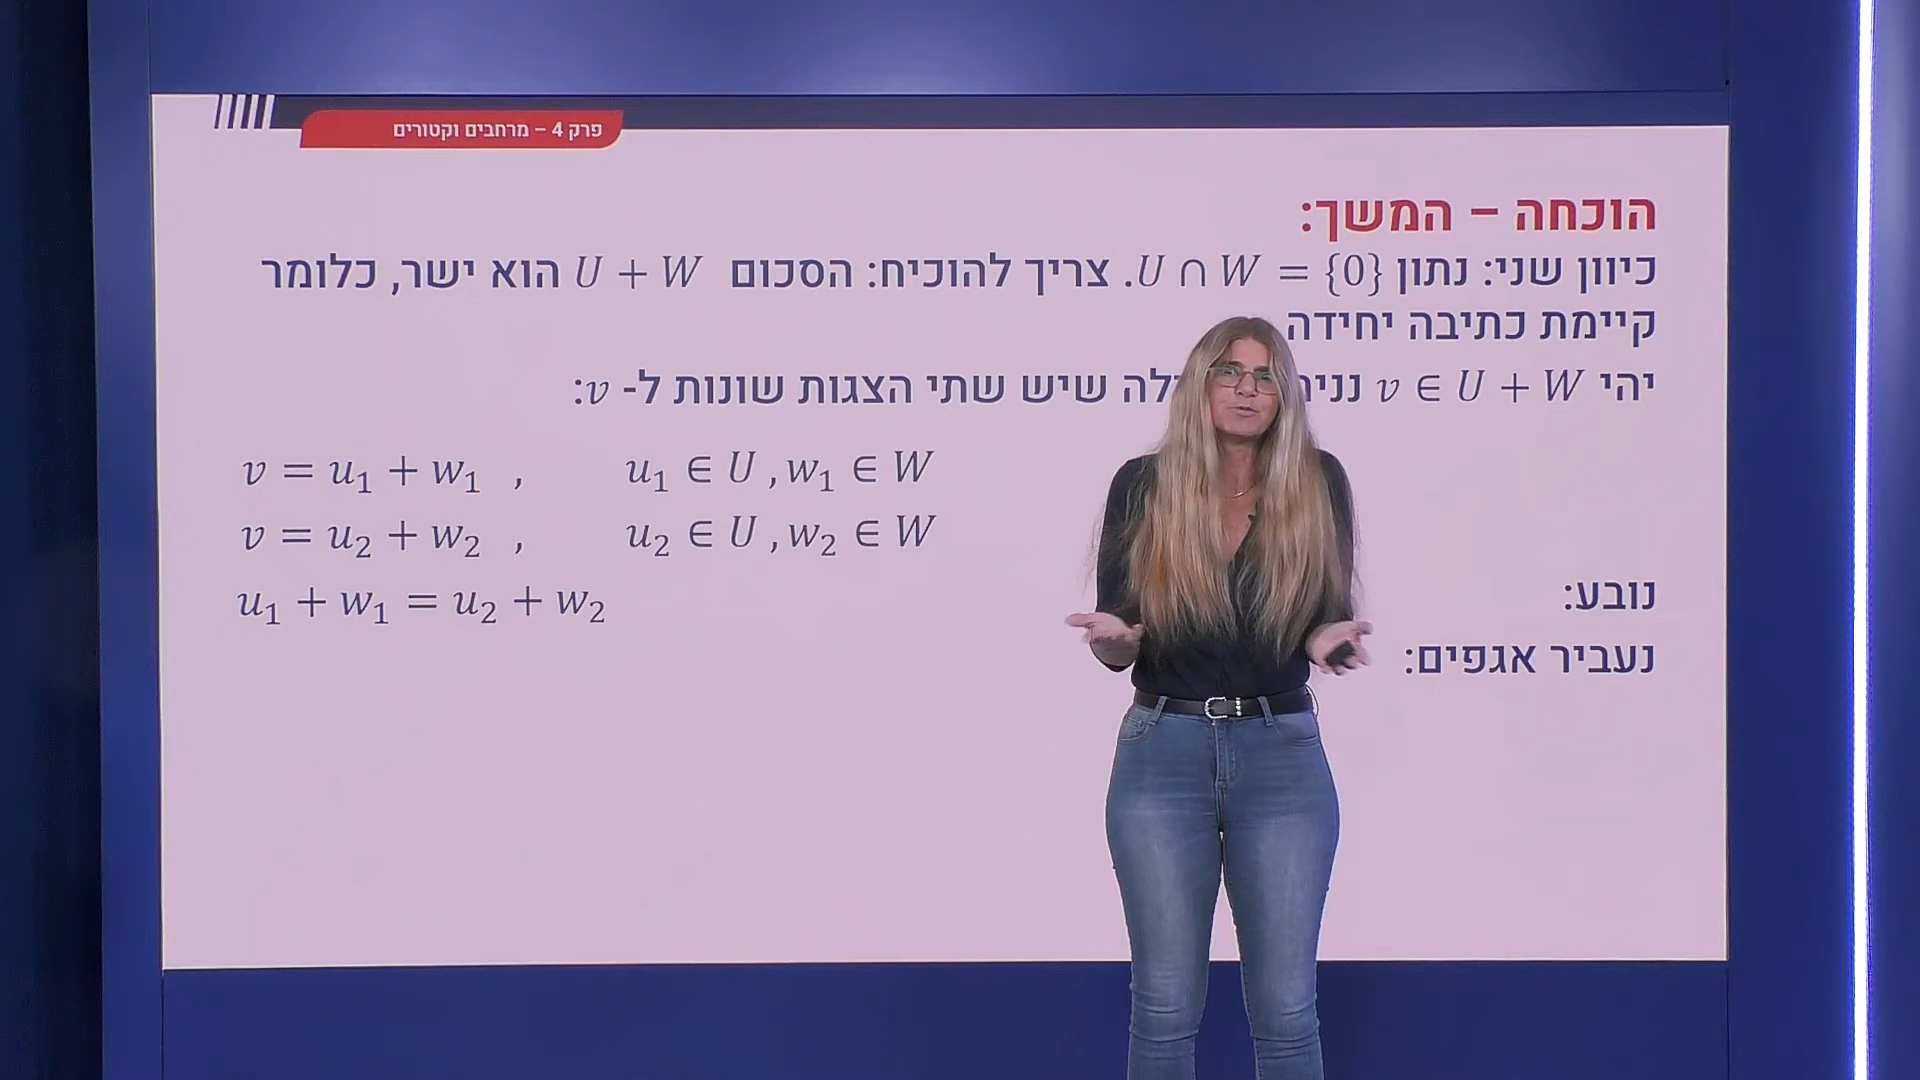 פרק 4 – מרחבים וקטורים
הוכחה – המשך:
כיוון שני: נתון U ∩ W = {0}. צריך להוכיח: הסכום U + W הוא ישר, כלומר
קיימת כתיבה יחידה
יהי v ∈ U + W שיש שתי הצגות שונות ל- v:
v = u₁ + w₁ , u₁ ∈ U , w₁ ∈ W
v = u₂ + w₂ , u₂ ∈ U , w₂ ∈ W
נובע: u₁ + w₁ = u₂ + w₂
נעביר אגפים: